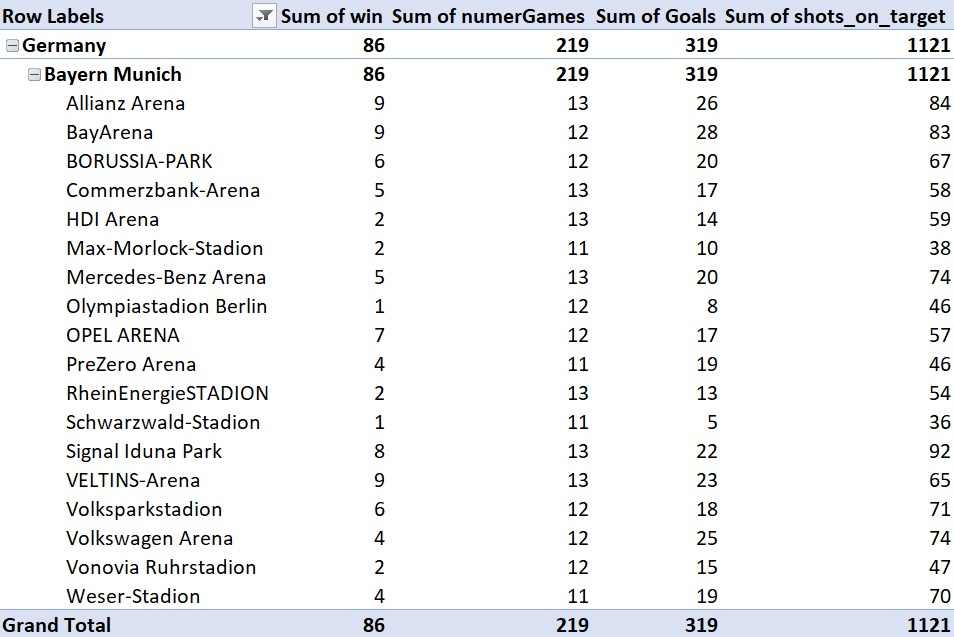 Row Labels Sum of win Sum of numerGames Sum of Goals Sum of shots_on_target
Germany 86 219 319 1121
Bayern Munich 86 219 319 1121
Allianz Arena 9 13 26 84
BayArena 9 12 28 83
BORUSSIA-PARK 6 12 20 67
Commerzbank-Arena 5 13 17 58
HDI Arena 2 13 14 59
Max-Morlock-Stadion 2 11 10 38
Mercedes-Benz Arena 5 13 20 74
Olympiastadion Berlin 1 12 8 46
OPEL ARENA 7 12 17 57
PreZero Arena 4 11 19 46
RheinEnergieSTADION 2 13 13 54
Schwarzwald-Stadion 1 11 5 36
Signal Iduna Park 8 13 22 92
VELTINS-Arena 9 13 23 65
Volksparkstadion 6 12 18 71
Volkswagen Arena 4 12 25 74
Vonovia Ruhrstadion 2 12 15 47
Weser-Stadion 4 11 19 70
Grand Total 86 219 319 1121